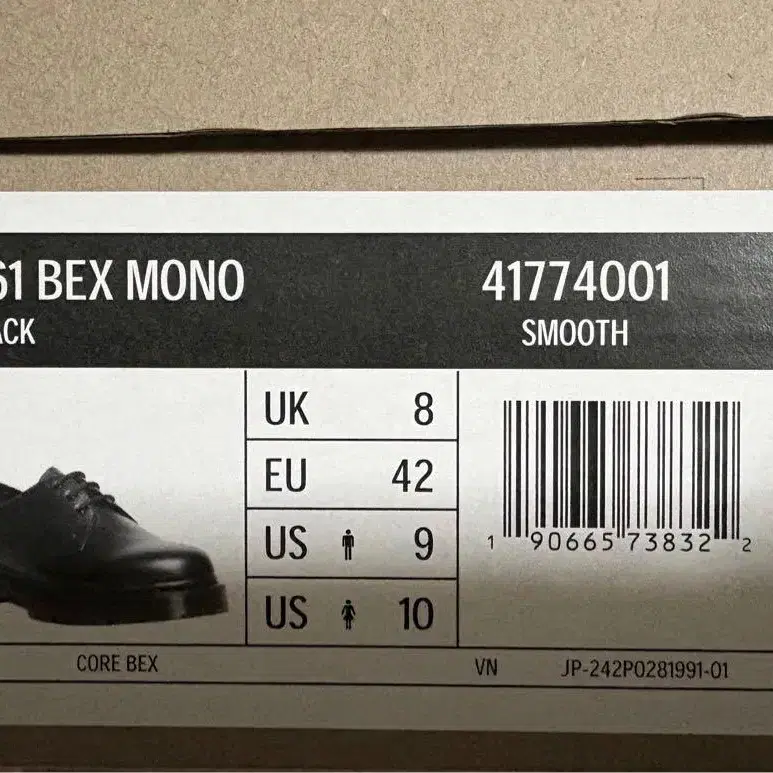 61 BEX MONO 41774001
ACK SMOOTH
UK 8
EU 42
US 9
US 10
1 90665 73832 2
CORE BEX VN JP-242P0281991-01